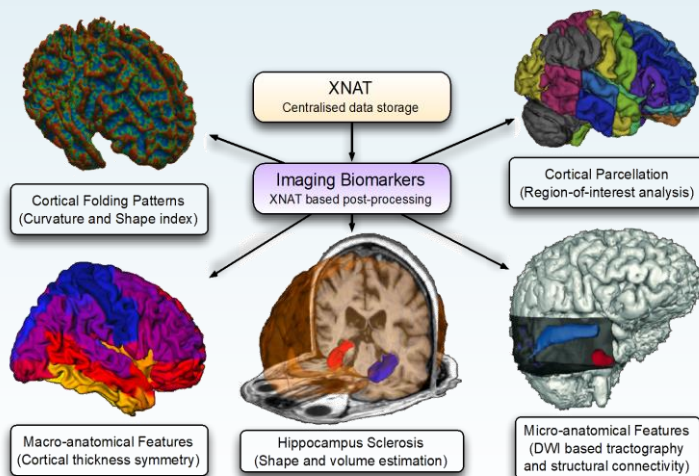 XNAT
Centralised data storage
Imaging Biomarkers
XNAT based post-processing
Cortical Folding Patterns
(Curvature and Shape index)
Cortical Parcellation
(Region-of-interest analysis)
Macro-anatomical Features
(Cortical thickness symmetry)
Hippocampus Sclerosis
(Shape and volume estimation)
Micro-anatomical Features
(DWI based tractography
and structural connectivity)